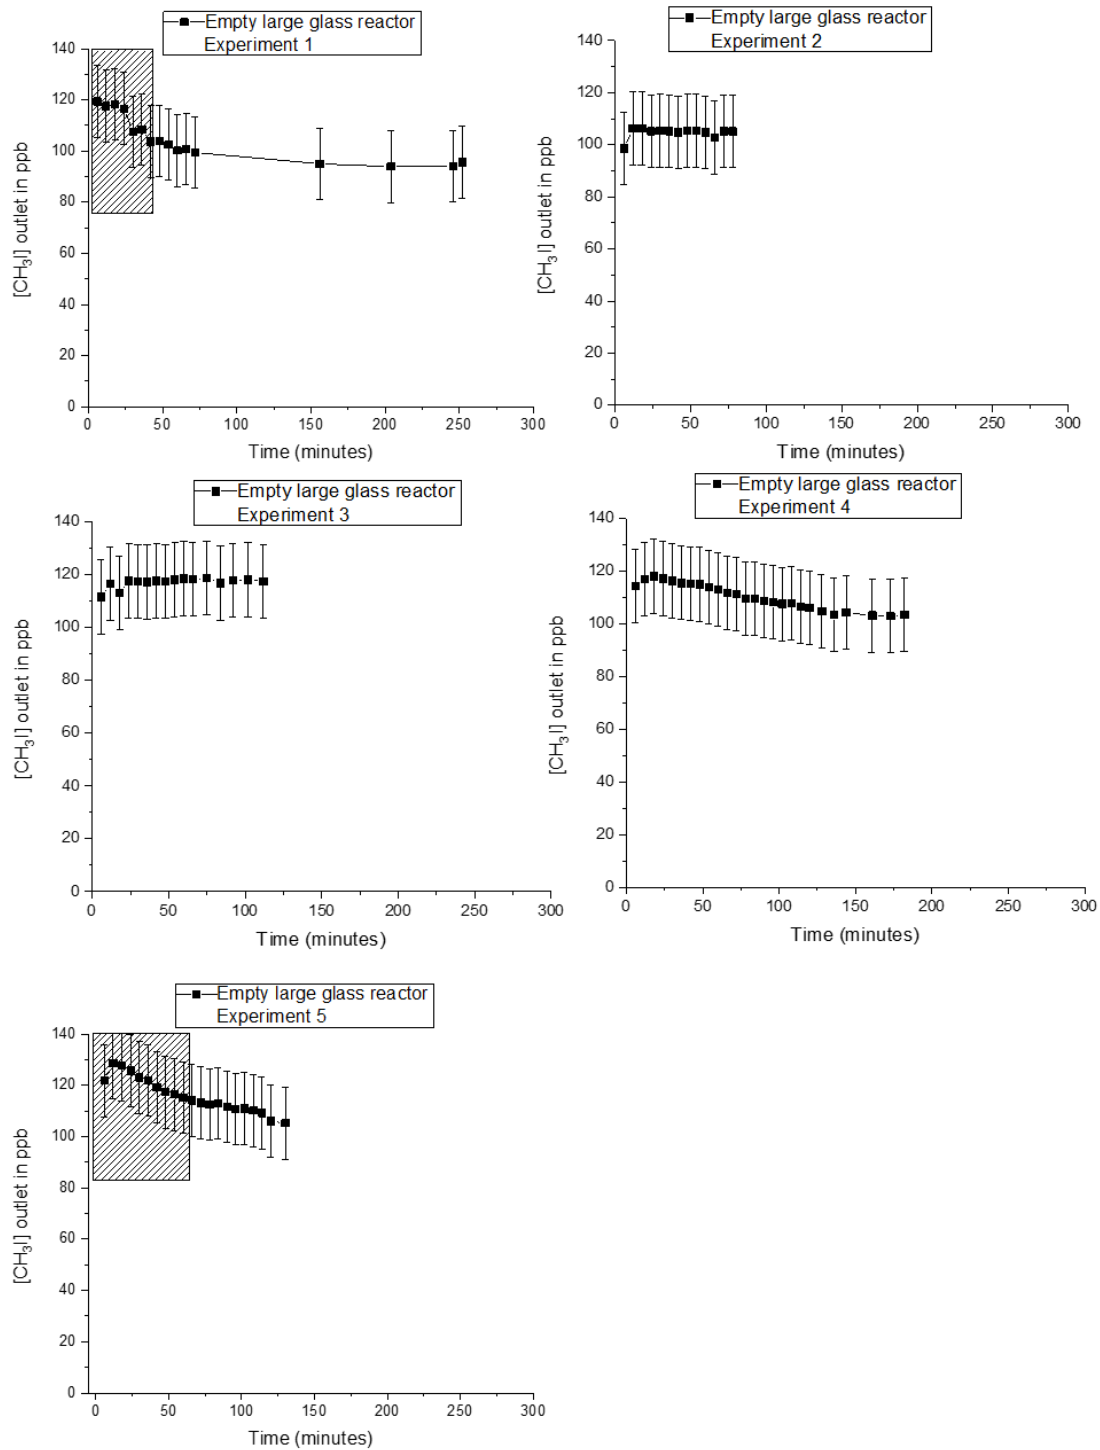 Empty large glass reactor
Experiment 1
140
120
100
80
60
40
20
0
[CH₃I] outlet in ppb
0 50 100 150 200 250 300
Time (minutes)
Empty large glass reactor
Experiment 2
140
120
100
80
60
40
20
0
[CH₃I] outlet in ppb
0 50 100 150 200 250 300
Time (minutes)
Empty large glass reactor
Experiment 3
140
120
100
80
60
40
20
0
[CH₃I] outlet in ppb
0 50 100 150 200 250 300
Time (minutes)
Empty large glass reactor
Experiment 4
140
120
100
80
60
40
20
0
[CH₃I] outlet in ppb
0 50 100 150 200 250 300
Time (minutes)
Empty large glass reactor
Experiment 5
140
120
100
80
60
40
20
0
[CH₃I] outlet in ppb
0 50 100 150 200 250 300
Time (minutes)